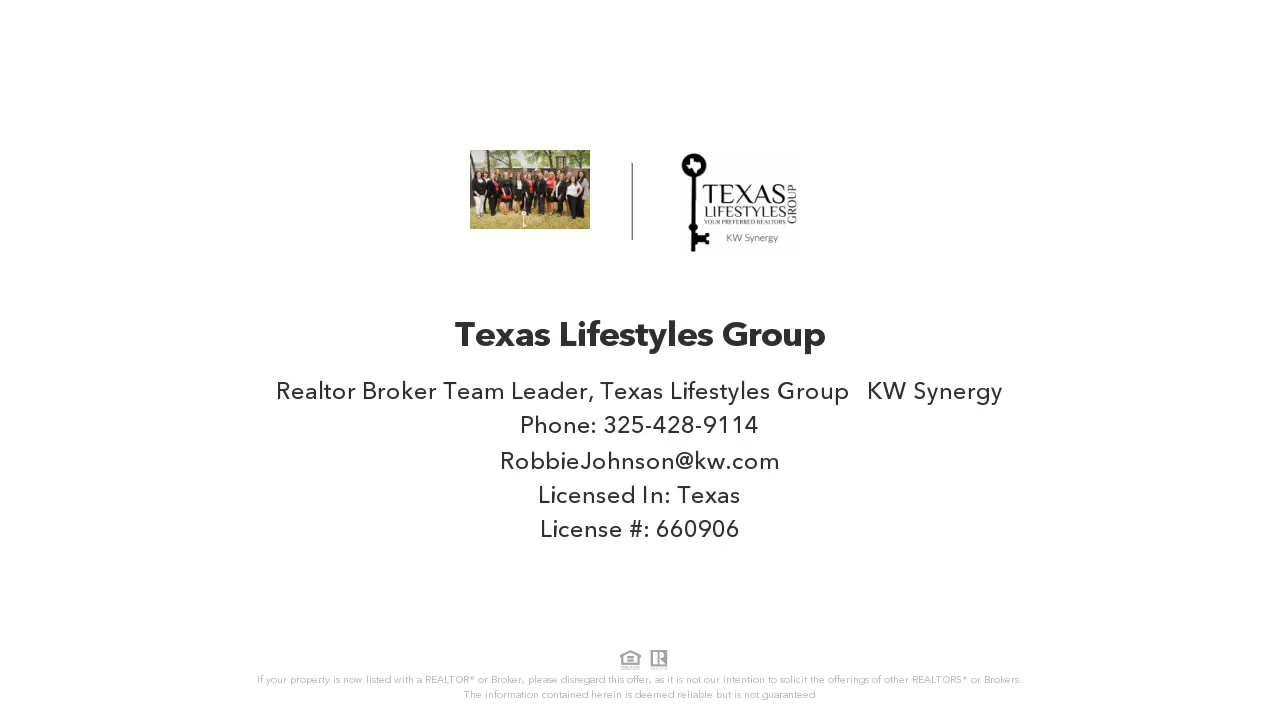 TEXAS
LIFESTYLES
GROUP
YOUR PREFERRED REALTORS
KW Synergy
Texas Lifestyles Group
Realtor Broker Team Leader, Texas Lifestyles Group KW Synergy
Phone: 325-428-9114
RobbieJohnson@kw.com
Licensed In: Texas
License #: 660906
If your property is now listed with a REALTOR® or Broker, please disregard this offer, as it is not our intention to solicit the offerings of other REALTORS® or Brokers.
The information contained herein is deemed reliable but is not guaranteed